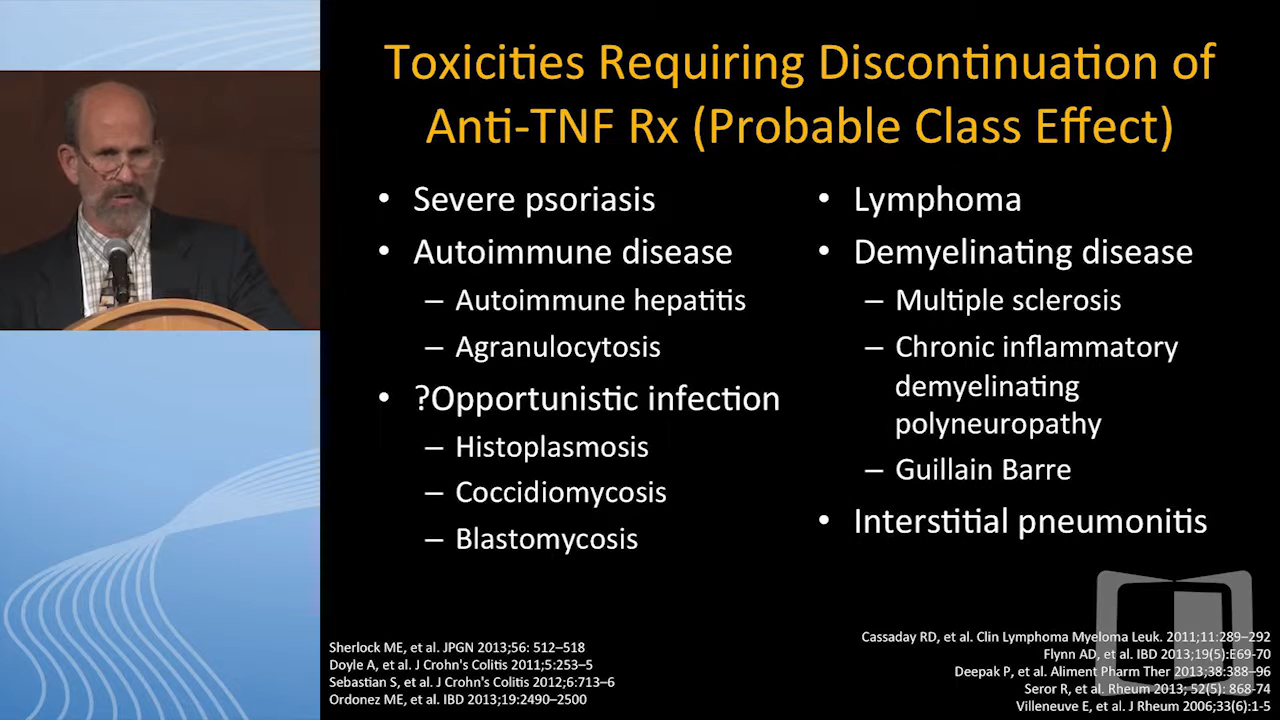 Toxicities Requiring Discontinuation of
Anti-TNF Rx (Probable Class Effect)
• Severe psoriasis
• Autoimmune disease
– Autoimmune hepatitis
– Agranulocytosis
• ?Opportunistic infection
– Histoplasmosis
– Coccidiomycosis
– Blastomycosis
• Lymphoma
• Demyelinating disease
– Multiple sclerosis
– Chronic inflammatory
demyelinating
polyneuropathy
– Guillain Barre
• Interstitial pneumonitis
Sherlock ME, et al. JPGN 2013;56: 512–518
Doyle A, et al. J Crohn's Colitis 2011;5:253–5
Sebastian S, et al. J Crohn's Colitis 2012;6:713–6
Ordonez ME, et al. IBD 2013;19:2490–2500
Cassaday RD, et al. Clin Lymphoma Myeloma Leuk. 2011;11:289–292
Flynn AD, et al. IBD 2013;19(5):E69-70
Deepak P, et al. Aliment Pharm Ther 2013;38:388–96
Seror R, et al. Rheum 2013; 52(5): 868-74
Villeneuve E, et al. J Rheum 2006;33(6):1-5